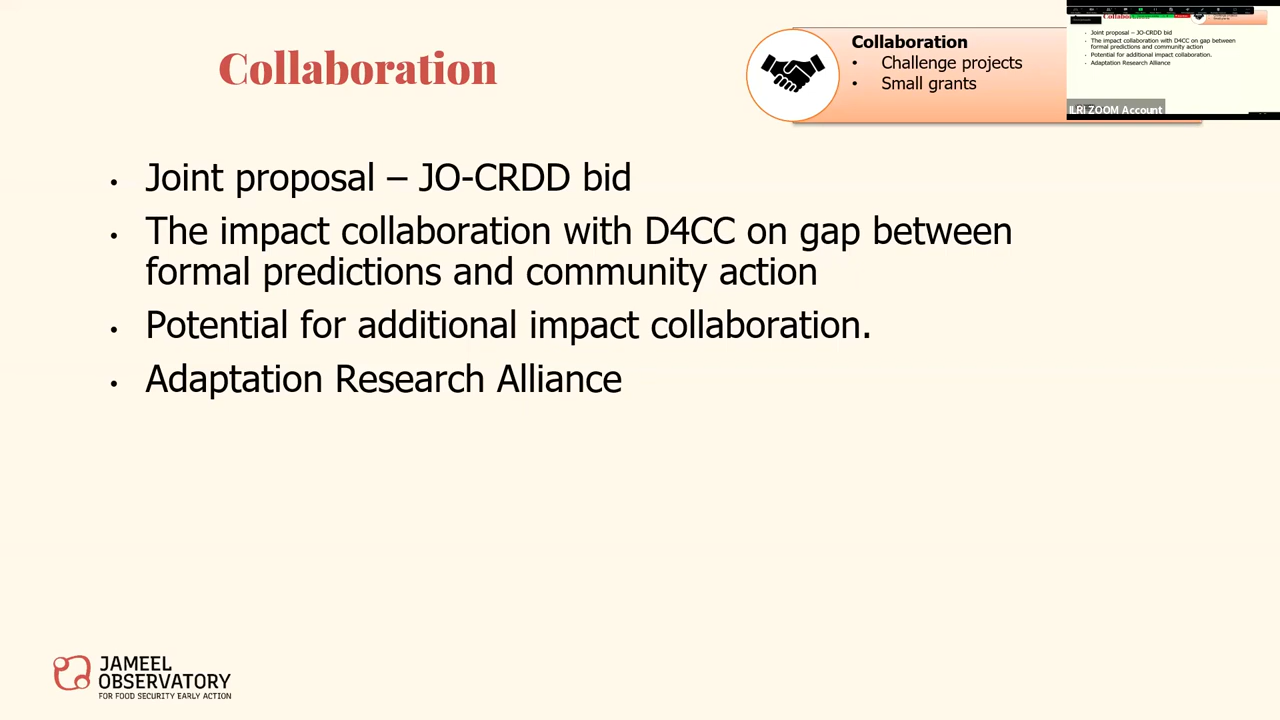 Collaboration
Collaboration
• Challenge projects
• Small grants
• Joint proposal – JO-CRDD bid
• The impact collaboration with D4CC on gap between
formal predictions and community action
• Potential for additional impact collaboration.
• Adaptation Research Alliance
JAMEEL
OBSERVATORY
FOR FOOD SECURITY EARLY ACTION
Collaboration
• Joint proposal – JO-CRDD bid
• The impact collaboration with D4CC on gap between
formal predictions and community action
• Potential for additional impact collaboration.
• Adaptation Research Alliance
ILRI ZOOM Account